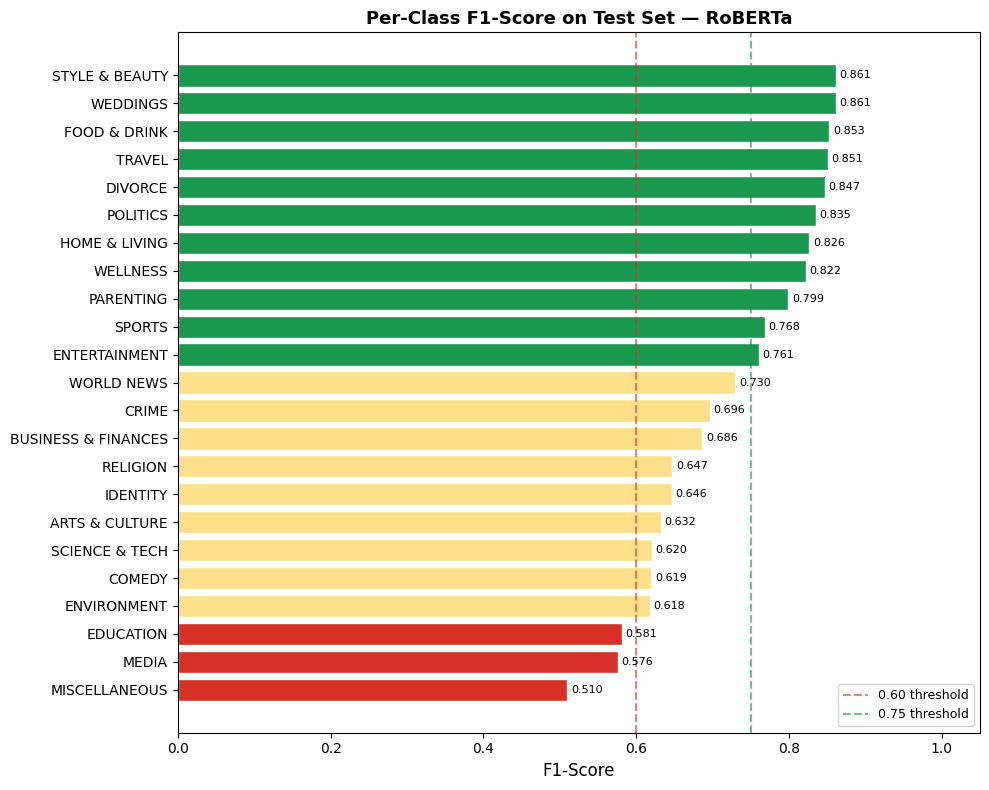 Per-Class F1-Score on Test Set — RoBERTa
STYLE & BEAUTY 0.861
WEDDINGS 0.861
FOOD & DRINK 0.853
TRAVEL 0.851
DIVORCE 0.847
POLITICS 0.835
HOME & LIVING 0.826
WELLNESS 0.822
PARENTING 0.799
SPORTS 0.768
ENTERTAINMENT 0.761
WORLD NEWS 0.730
CRIME 0.696
BUSINESS & FINANCES 0.686
RELIGION 0.647
IDENTITY 0.646
ARTS & CULTURE 0.632
SCIENCE & TECH 0.620
COMEDY 0.619
ENVIRONMENT 0.618
EDUCATION 0.581
MEDIA 0.576
MISCELLANEOUS 0.510
0.60 threshold
0.75 threshold
0.0 0.2 0.4 0.6 0.8 1.0
F1-Score